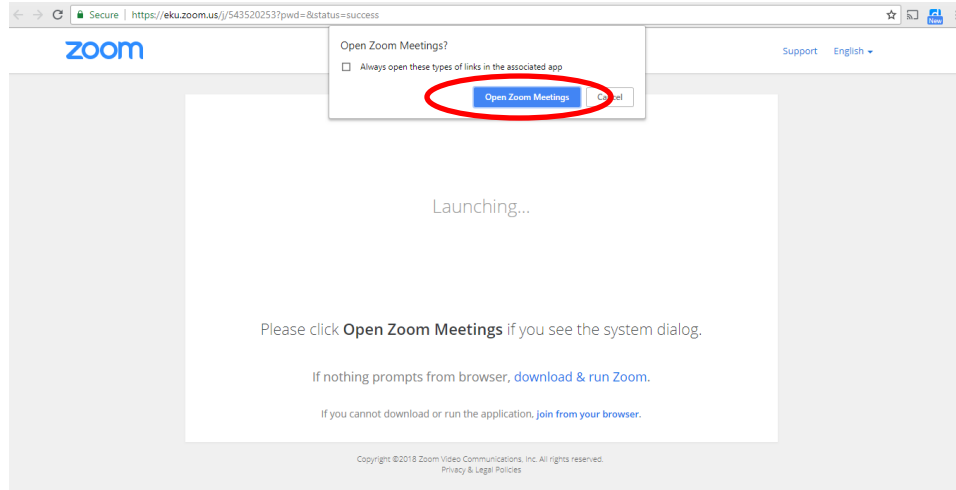 Secure | https://eku.zoom.us/j/543520253?pwd=&status=success
New
zoom
Support English
Open Zoom Meetings?
Always open these types of links in the associated app
Open Zoom Meetings Cancel
Launching...
Please click Open Zoom Meetings if you see the system dialog.
If nothing prompts from browser, download & run Zoom.
If you cannot download or run the application, join from your browser.
Copyright ©2018 Zoom Video Communications, Inc. All rights reserved.
Privacy & Legal Policies